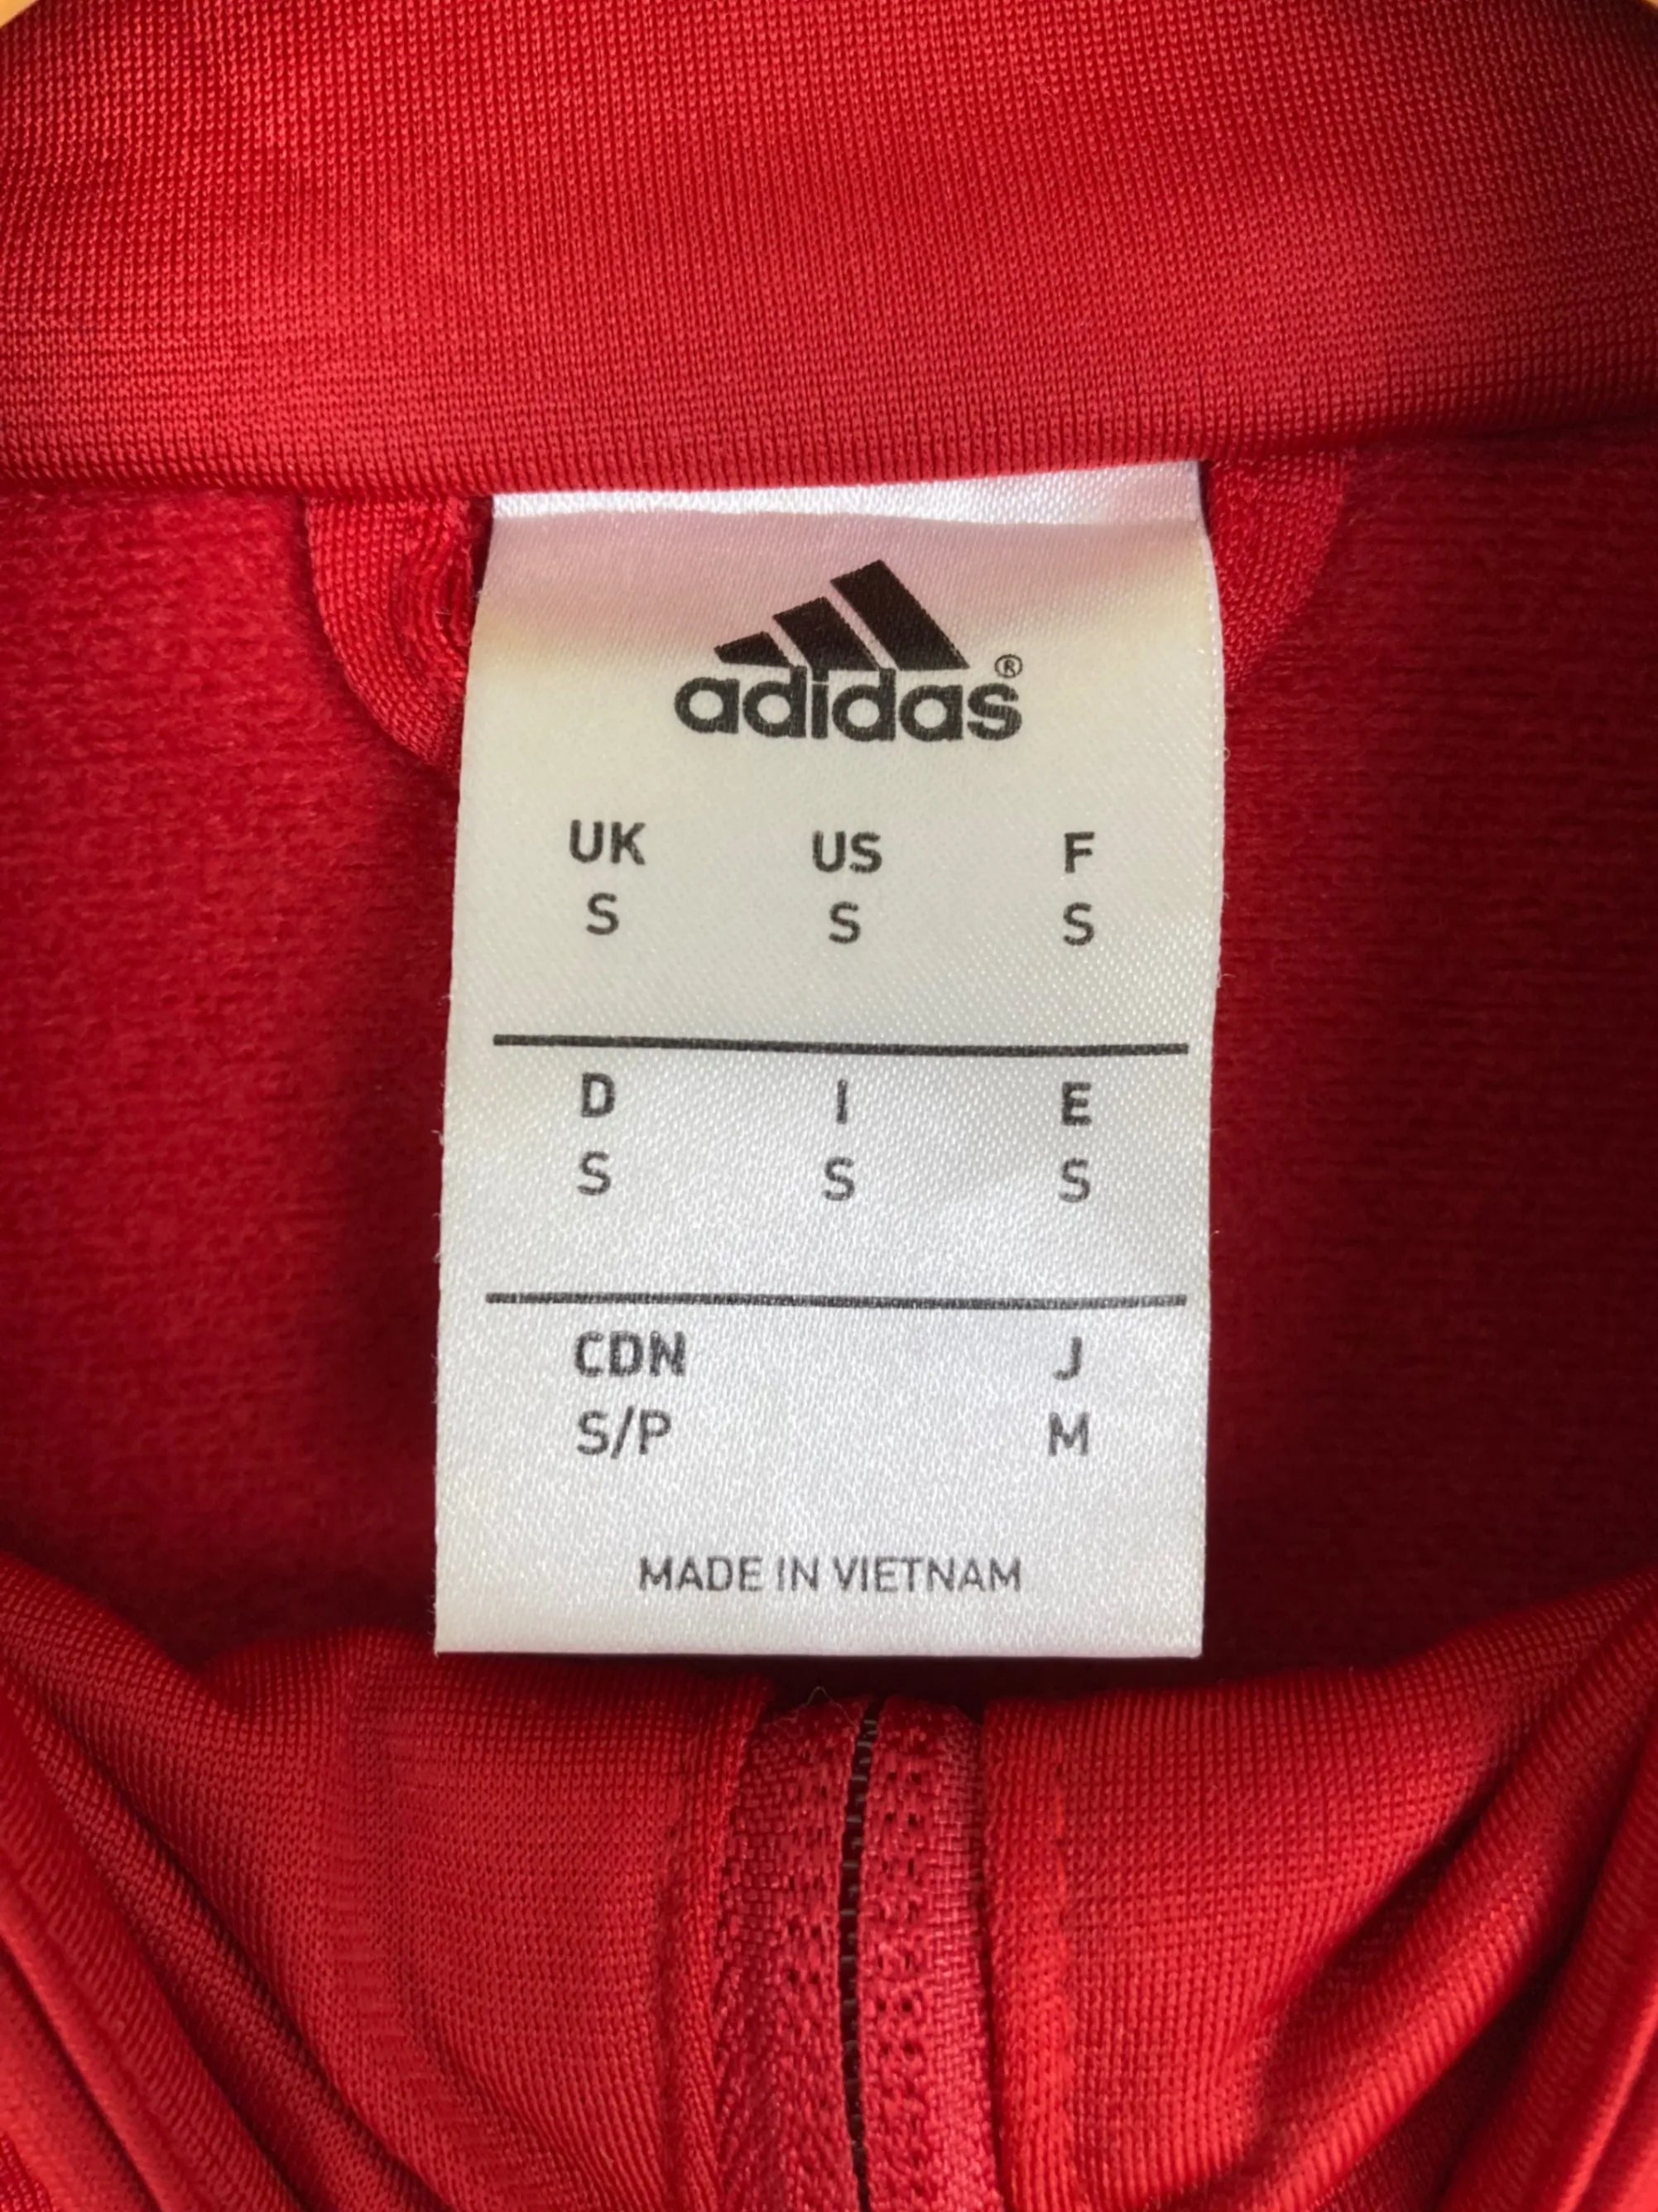 adidas®
UK US F
S S S
D I E
S S S
CDN J
S/P M
MADE IN VIETNAM